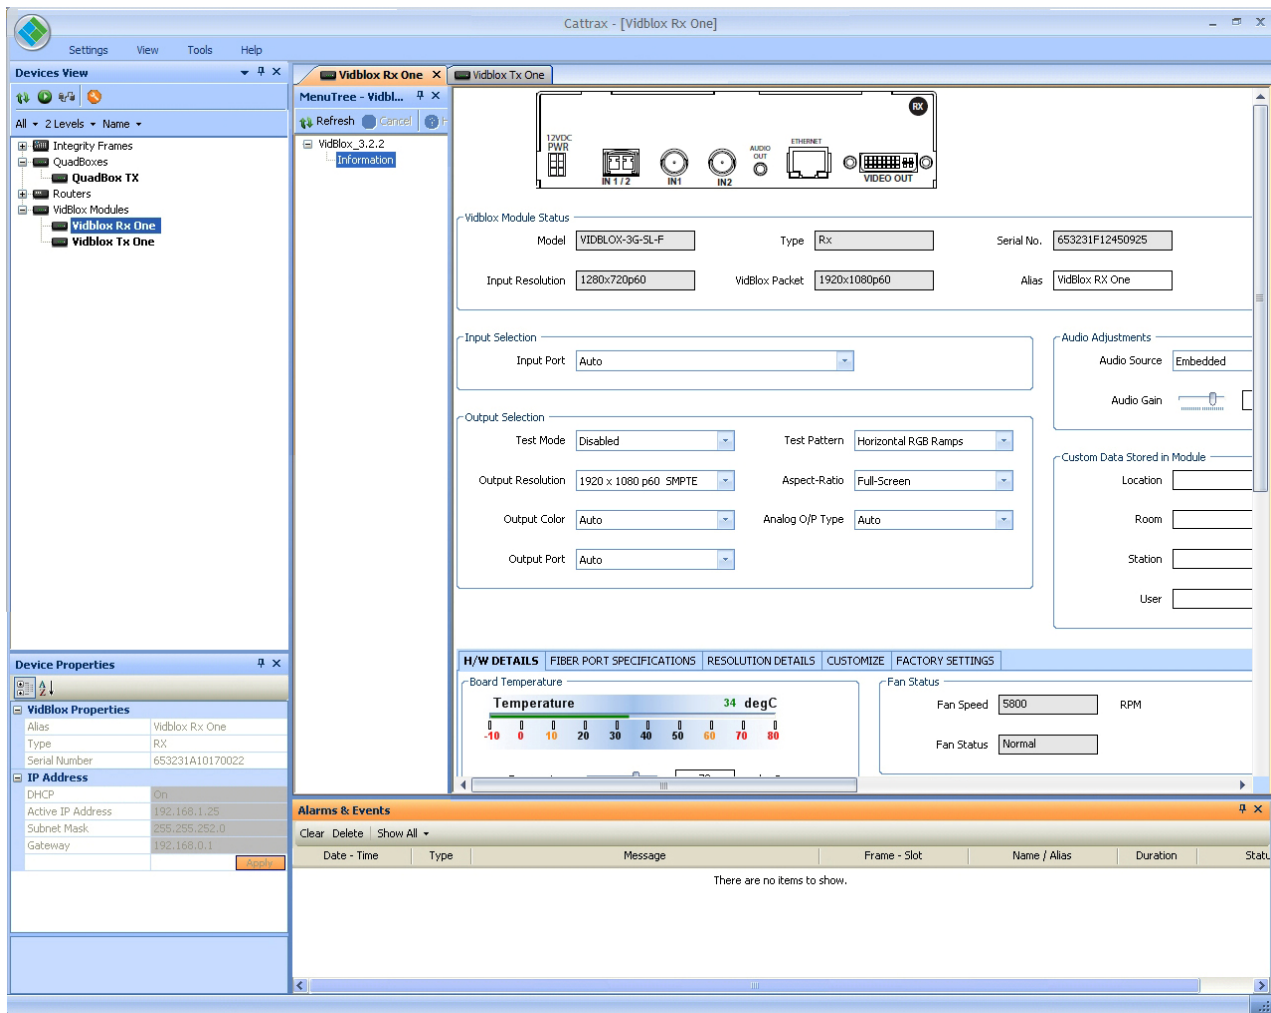 Cattrax - [Vidblox Rx One]
Settings View Tools Help
Devices View
All 2 Levels Name
Integrity Frames
QuadBoxes
QuadBox TX
Routers
VidBlox Modules
Vidblox Rx One
Vidblox Tx One
Device Properties
VidBlox Properties
Alias Vidblox Rx One
Type RX
Serial Number 653231A10170022
IP Address
DHCP On
Active IP Address 192.168.1.25
Subnet Mask 255.255.252.0
Gateway 192.168.0.1
Apply
Vidblox Rx One Vidblox Tx One
MenuTree - Vidbl...
Refresh Cancel
VidBlox_3.2.2
Information
RX
12VDC
PWR
IN 1 / 2
IN1
IN2
AUDIO
OUT
ETHERNET
VIDEO OUT
Vidblox Module Status
Model VIDBLOX-3G-SL-F Type Rx Serial No. 653231F12450925
Input Resolution 1280x720p60 VidBlox Packet 1920x1080p60 Alias VidBlox RX One
Input Selection
Input Port Auto
Audio Adjustments
Audio Source Embedded
Audio Gain
Output Selection
Test Mode Disabled Test Pattern Horizontal RGB Ramps
Output Resolution 1920 x 1080 p60 SMPTE Aspect-Ratio Full-Screen
Output Color Auto Analog O/P Type Auto
Output Port Auto
Custom Data Stored in Module
Location
Room
Station
User
H/W DETAILS FIBER PORT SPECIFICATIONS RESOLUTION DETAILS CUSTOMIZE FACTORY SETTINGS
Board Temperature
Temperature 34 degC
-10 0 10 20 30 40 50 60 70 80
Fan Status
Fan Speed 5800 RPM
Fan Status Normal
Alarms & Events
Clear Delete Show All
Date - Time Type Message Frame - Slot Name / Alias Duration
There are no items to show.